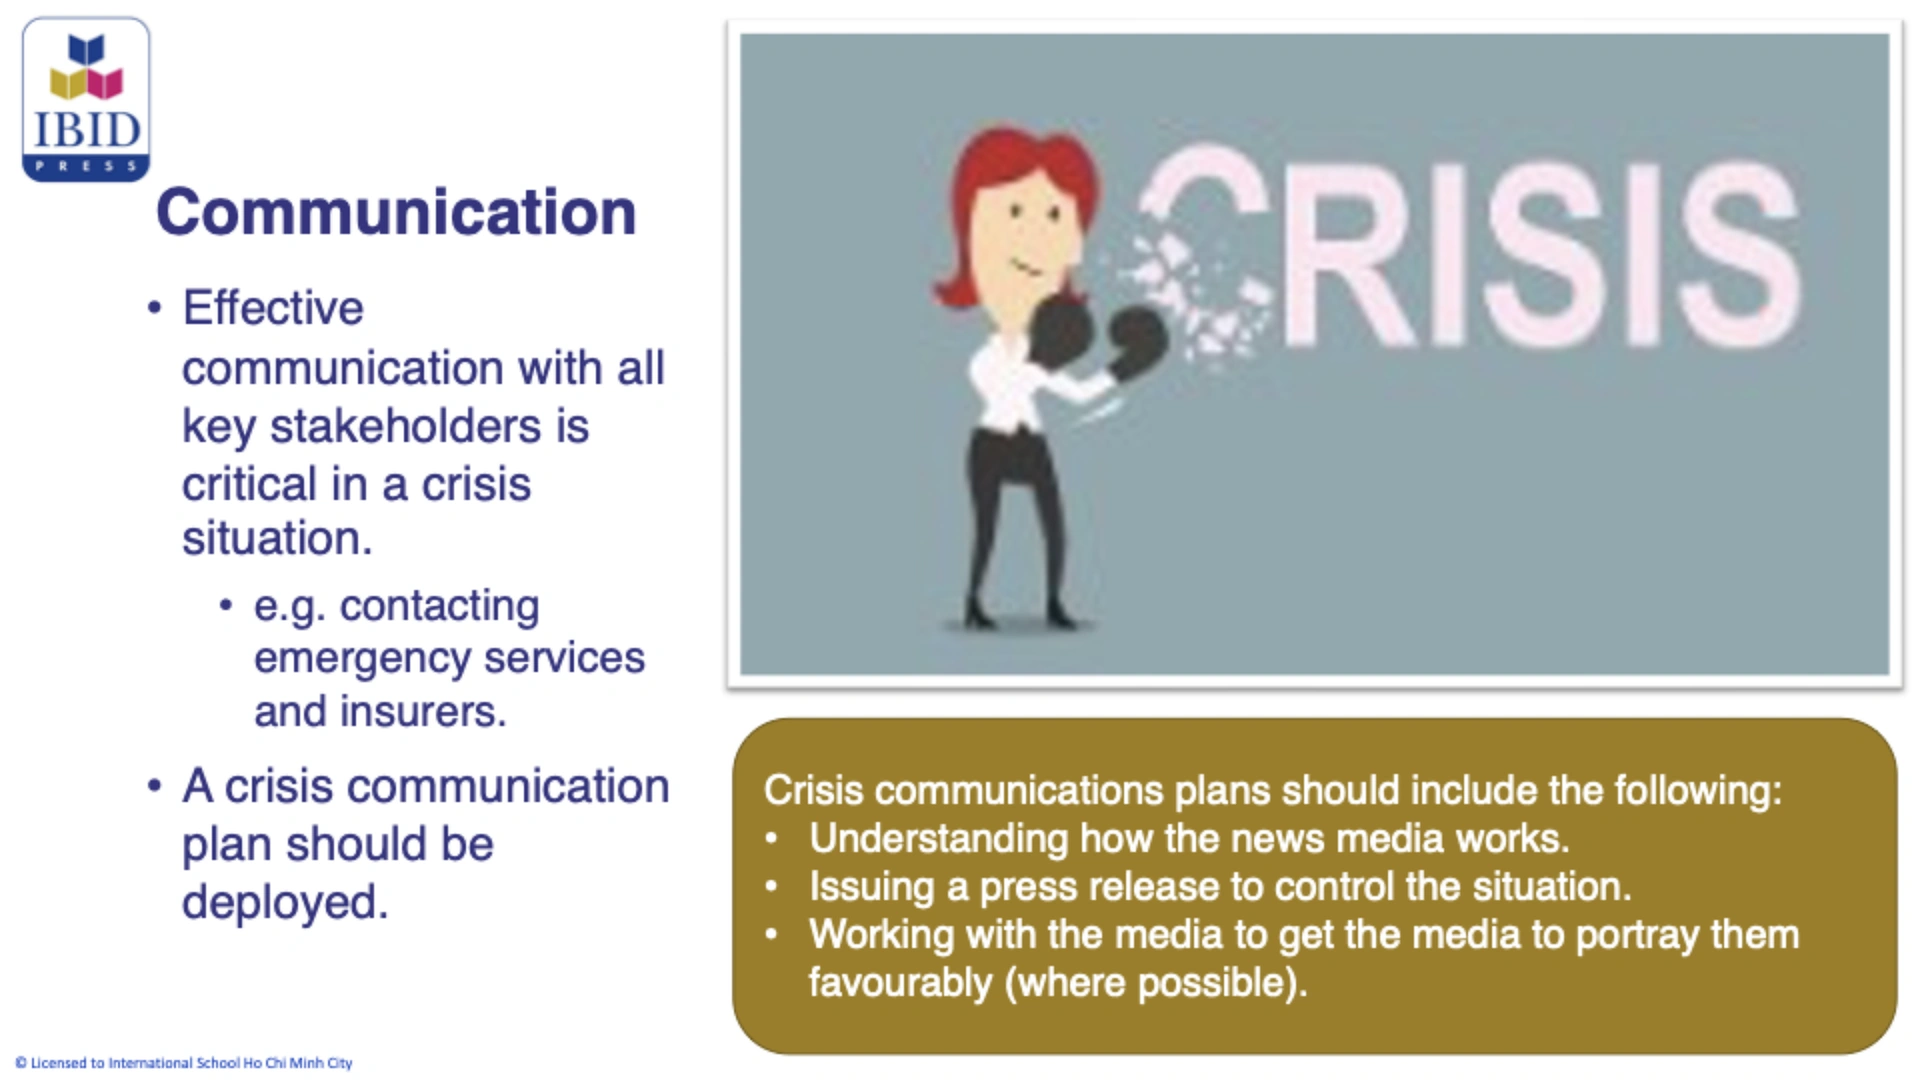 IBID
PRESS
Communication
• Effective
communication with all
key stakeholders is
critical in a crisis
situation.
• e.g. contacting
emergency services
and insurers.
• A crisis communication
plan should be
deployed.
CRISIS
Crisis communications plans should include the following:
• Understanding how the news media works.
• Issuing a press release to control the situation.
• Working with the media to get the media to portray them
favourably (where possible).
© Licensed to International School Ho Chi Minh City